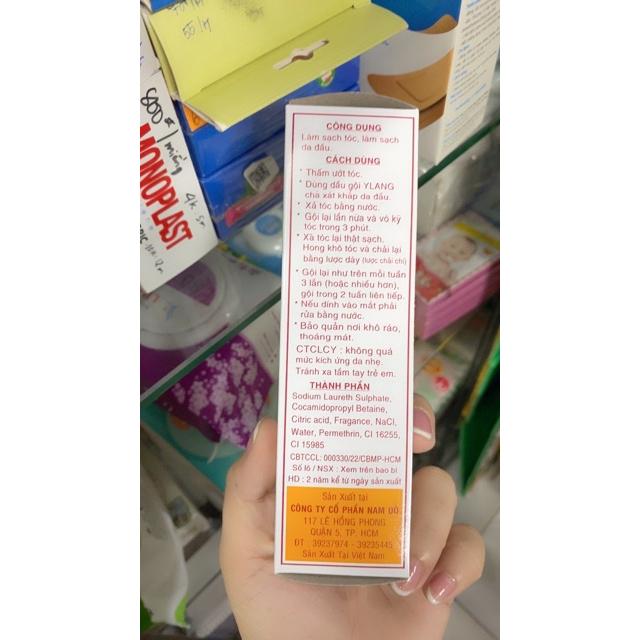 55/h
800đ/miếng
MONOPLAST
4k
CÔNG DỤNG
Làm sạch tóc, làm sạch
da đầu.
CÁCH DÙNG
* Thấm ướt tóc.
* Dùng dầu gội YLANG
chà xát khắp da đầu.
* Xả tóc bằng nước.
* Gội lại lần nữa và vò kỹ
tóc trong 3 phút.
* Xả tóc lại thật sạch.
Hong khô tóc và chải lại
bằng lược dày (lược chải chí)
* Gội lại như trên mỗi tuần
3 lần (hoặc nhiều hơn),
gội trong 2 tuần liên tiếp.
* Nếu dính vào mắt phải
rửa bằng nước.
* Bảo quản nơi khô ráo,
thoáng mát.
CTCLCY : không quá
mức kích ứng da nhẹ.
Tránh xa tầm tay trẻ em.
THÀNH PHẦN
Sodium Laureth Sulphate,
Cocamidopropyl Betaine,
Citric acid, Fragance, NaCl,
Water, Permethrin, CI 16255,
CI 15985
CBTCCL: 000330/22/CBMP-HCM
Số lô / NSX : Xem trên bao bì
HD : 2 năm kể từ ngày sản xuất
Sản Xuất tại
CÔNG TY CỔ PHẦN NAM ĐÔ
117 LÊ HỒNG PHONG
QUẬN 5, TP. HCM
ĐT : 39237974 - 39235445
Sản Xuất Tại Việt Nam